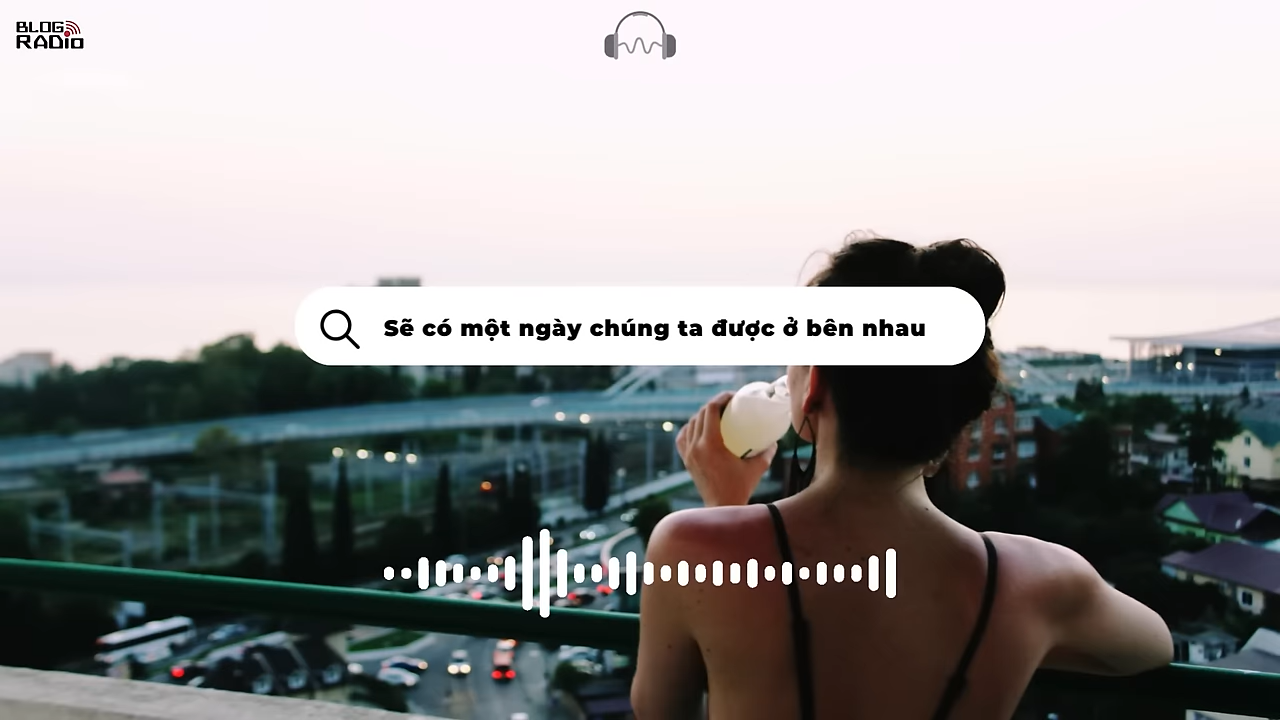 BLOG
RADIO
Sẽ có một ngày chúng ta được ở bên nhau